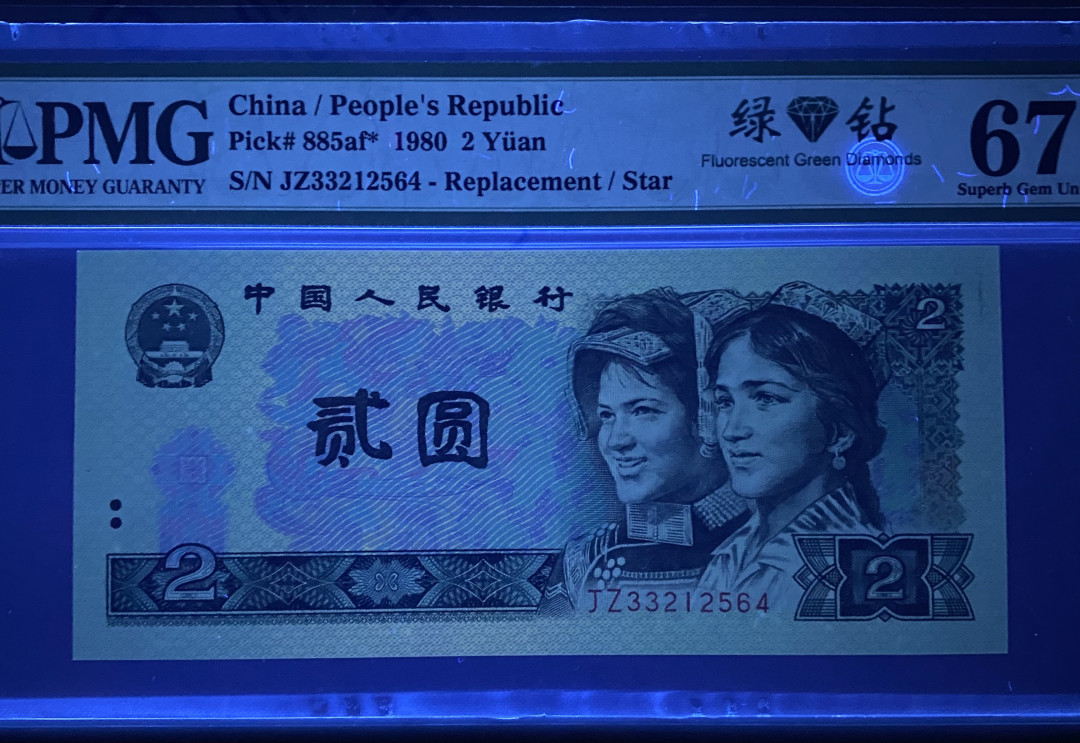 PMG
ER MONEY GUARANTY
China / People's Republic
Pick# 885af* 1980 2 Yüan
S/N JZ33212564 - Replacement / Star
绿 钻
Fluorescent Green Diamonds
67
Superb Gem Un
中国人民银行
2
贰圆
2
JZ33212564
2